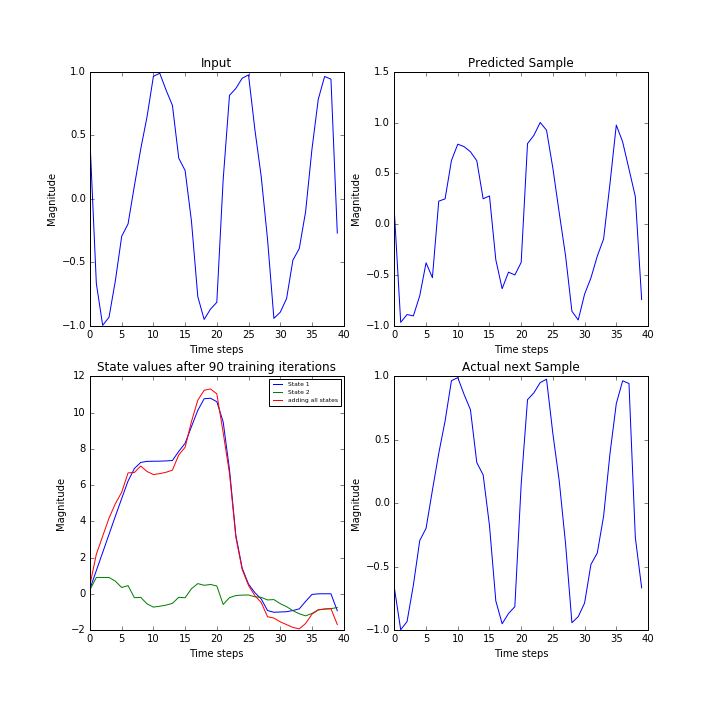 Input
1.0
0.5
0.0
−0.5
−1.0
Magnitude
0 5 10 15 20 25 30 35 40
Time steps
Predicted Sample
1.5
1.0
0.5
0.0
−0.5
−1.0
Magnitude
0 5 10 15 20 25 30 35 40
Time steps
State values after 90 training iterations
12
10
8
6
4
2
0
−2
Magnitude
State 1
State 2
adding all states
0 5 10 15 20 25 30 35 40
Time steps
Actual next Sample
1.0
0.5
0.0
−0.5
−1.0
Magnitude
0 5 10 15 20 25 30 35 40
Time steps